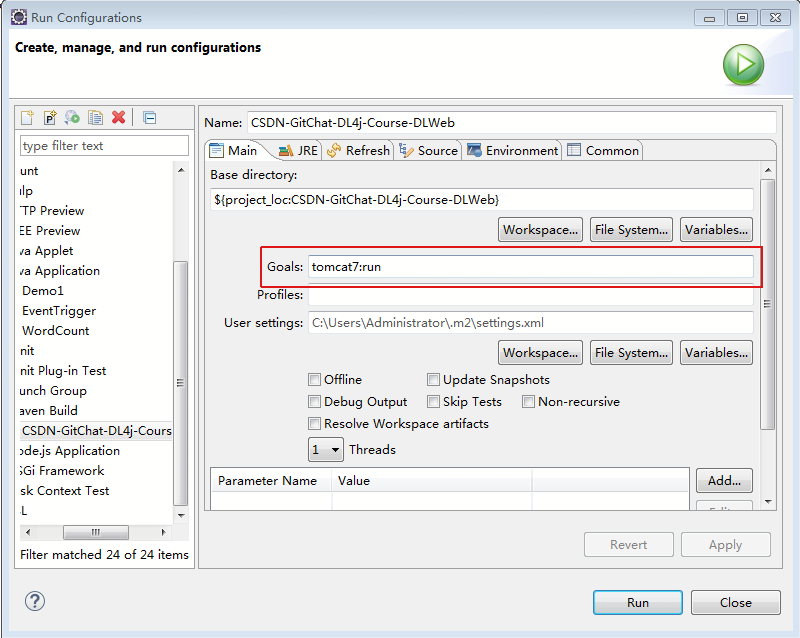 Run Configurations
Create, manage, and run configurations
type filter text
unt
lp
TP Preview
EE Preview
va Applet
va Application
Demo1
EventTrigger
WordCount
nit
nit Plug-in Test
unch Group
aven Build
CSDN-GitChat-DL4j-Cours
ode.js Application
SGi Framework
sk Context Test
L
Filter matched 24 of 24 items
Name: CSDN-GitChat-DL4j-Course-DLWeb
Main JRE Refresh Source Environment Common
Base directory:
${project_loc:CSDN-GitChat-DL4j-Course-DLWeb}
Workspace... File System... Variables...
Goals: tomcat7:run
Profiles:
User settings: C:\Users\Administrator\.m2\settings.xml
Workspace... File System... Variables...
Offline Update Snapshots
Debug Output Skip Tests Non-recursive
Resolve Workspace artifacts
1 Threads
Parameter Name Value
Add...
Revert Apply
Run Close